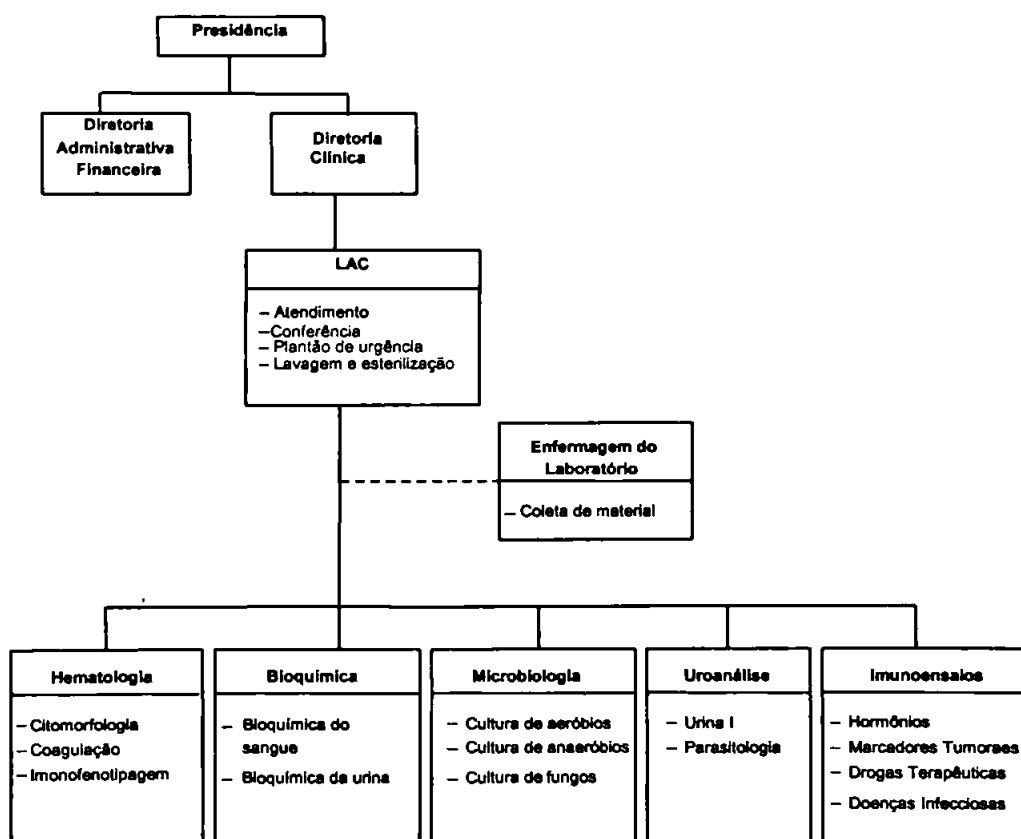 Presidência
Diretoria
Administrativa
Financeira
Diretoria
Clínica
LAC
– Atendimento
–Conferência
– Plantão de urgência
– Lavagem e esterilização
Enfermagem do
Laboratório
– Coleta de material
Hematologia
– Citomorfologia
– Coagulação
– Imonofenotipagem
Bioquímica
– Bioquímica do
sangue
– Bioquímica da urina
Microbiologia
– Cultura de aeróbios
– Cultura de anaeróbios
– Cultura de fungos
Uroanálise
– Urina I
– Parasitologia
Imunoensaios
– Hormônios
– Marcadores Tumoraes
– Drogas Terapêuticas
– Doenças Infecciosas